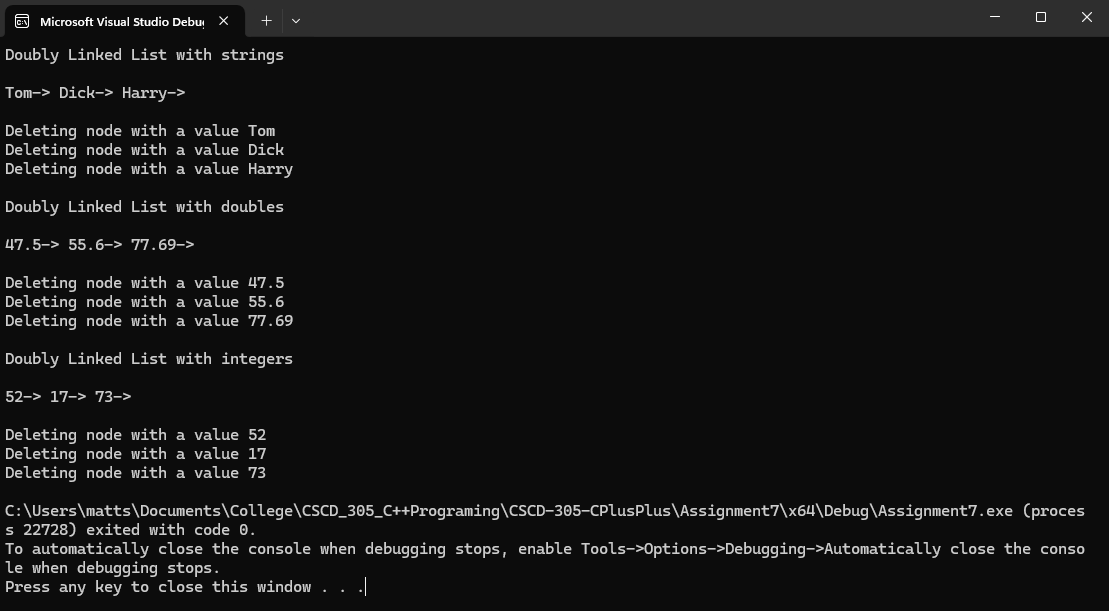 Microsoft Visual Studio Debu
Doubly Linked List with strings
Tom-> Dick-> Harry->
Deleting node with a value Tom
Deleting node with a value Dick
Deleting node with a value Harry
Doubly Linked List with doubles
47.5-> 55.6-> 77.69->
Deleting node with a value 47.5
Deleting node with a value 55.6
Deleting node with a value 77.69
Doubly Linked List with integers
52-> 17-> 73->
Deleting node with a value 52
Deleting node with a value 17
Deleting node with a value 73
C:\Users\matts\Documents\College\CSCD_305_C++Programing\CSCD-305-CPlusPlus\Assignment7\x64\Debug\Assignment7.exe (proces
s 22728) exited with code 0.
To automatically close the console when debugging stops, enable Tools->Options->Debugging->Automatically close the conso
le when debugging stops.
Press any key to close this window . . .